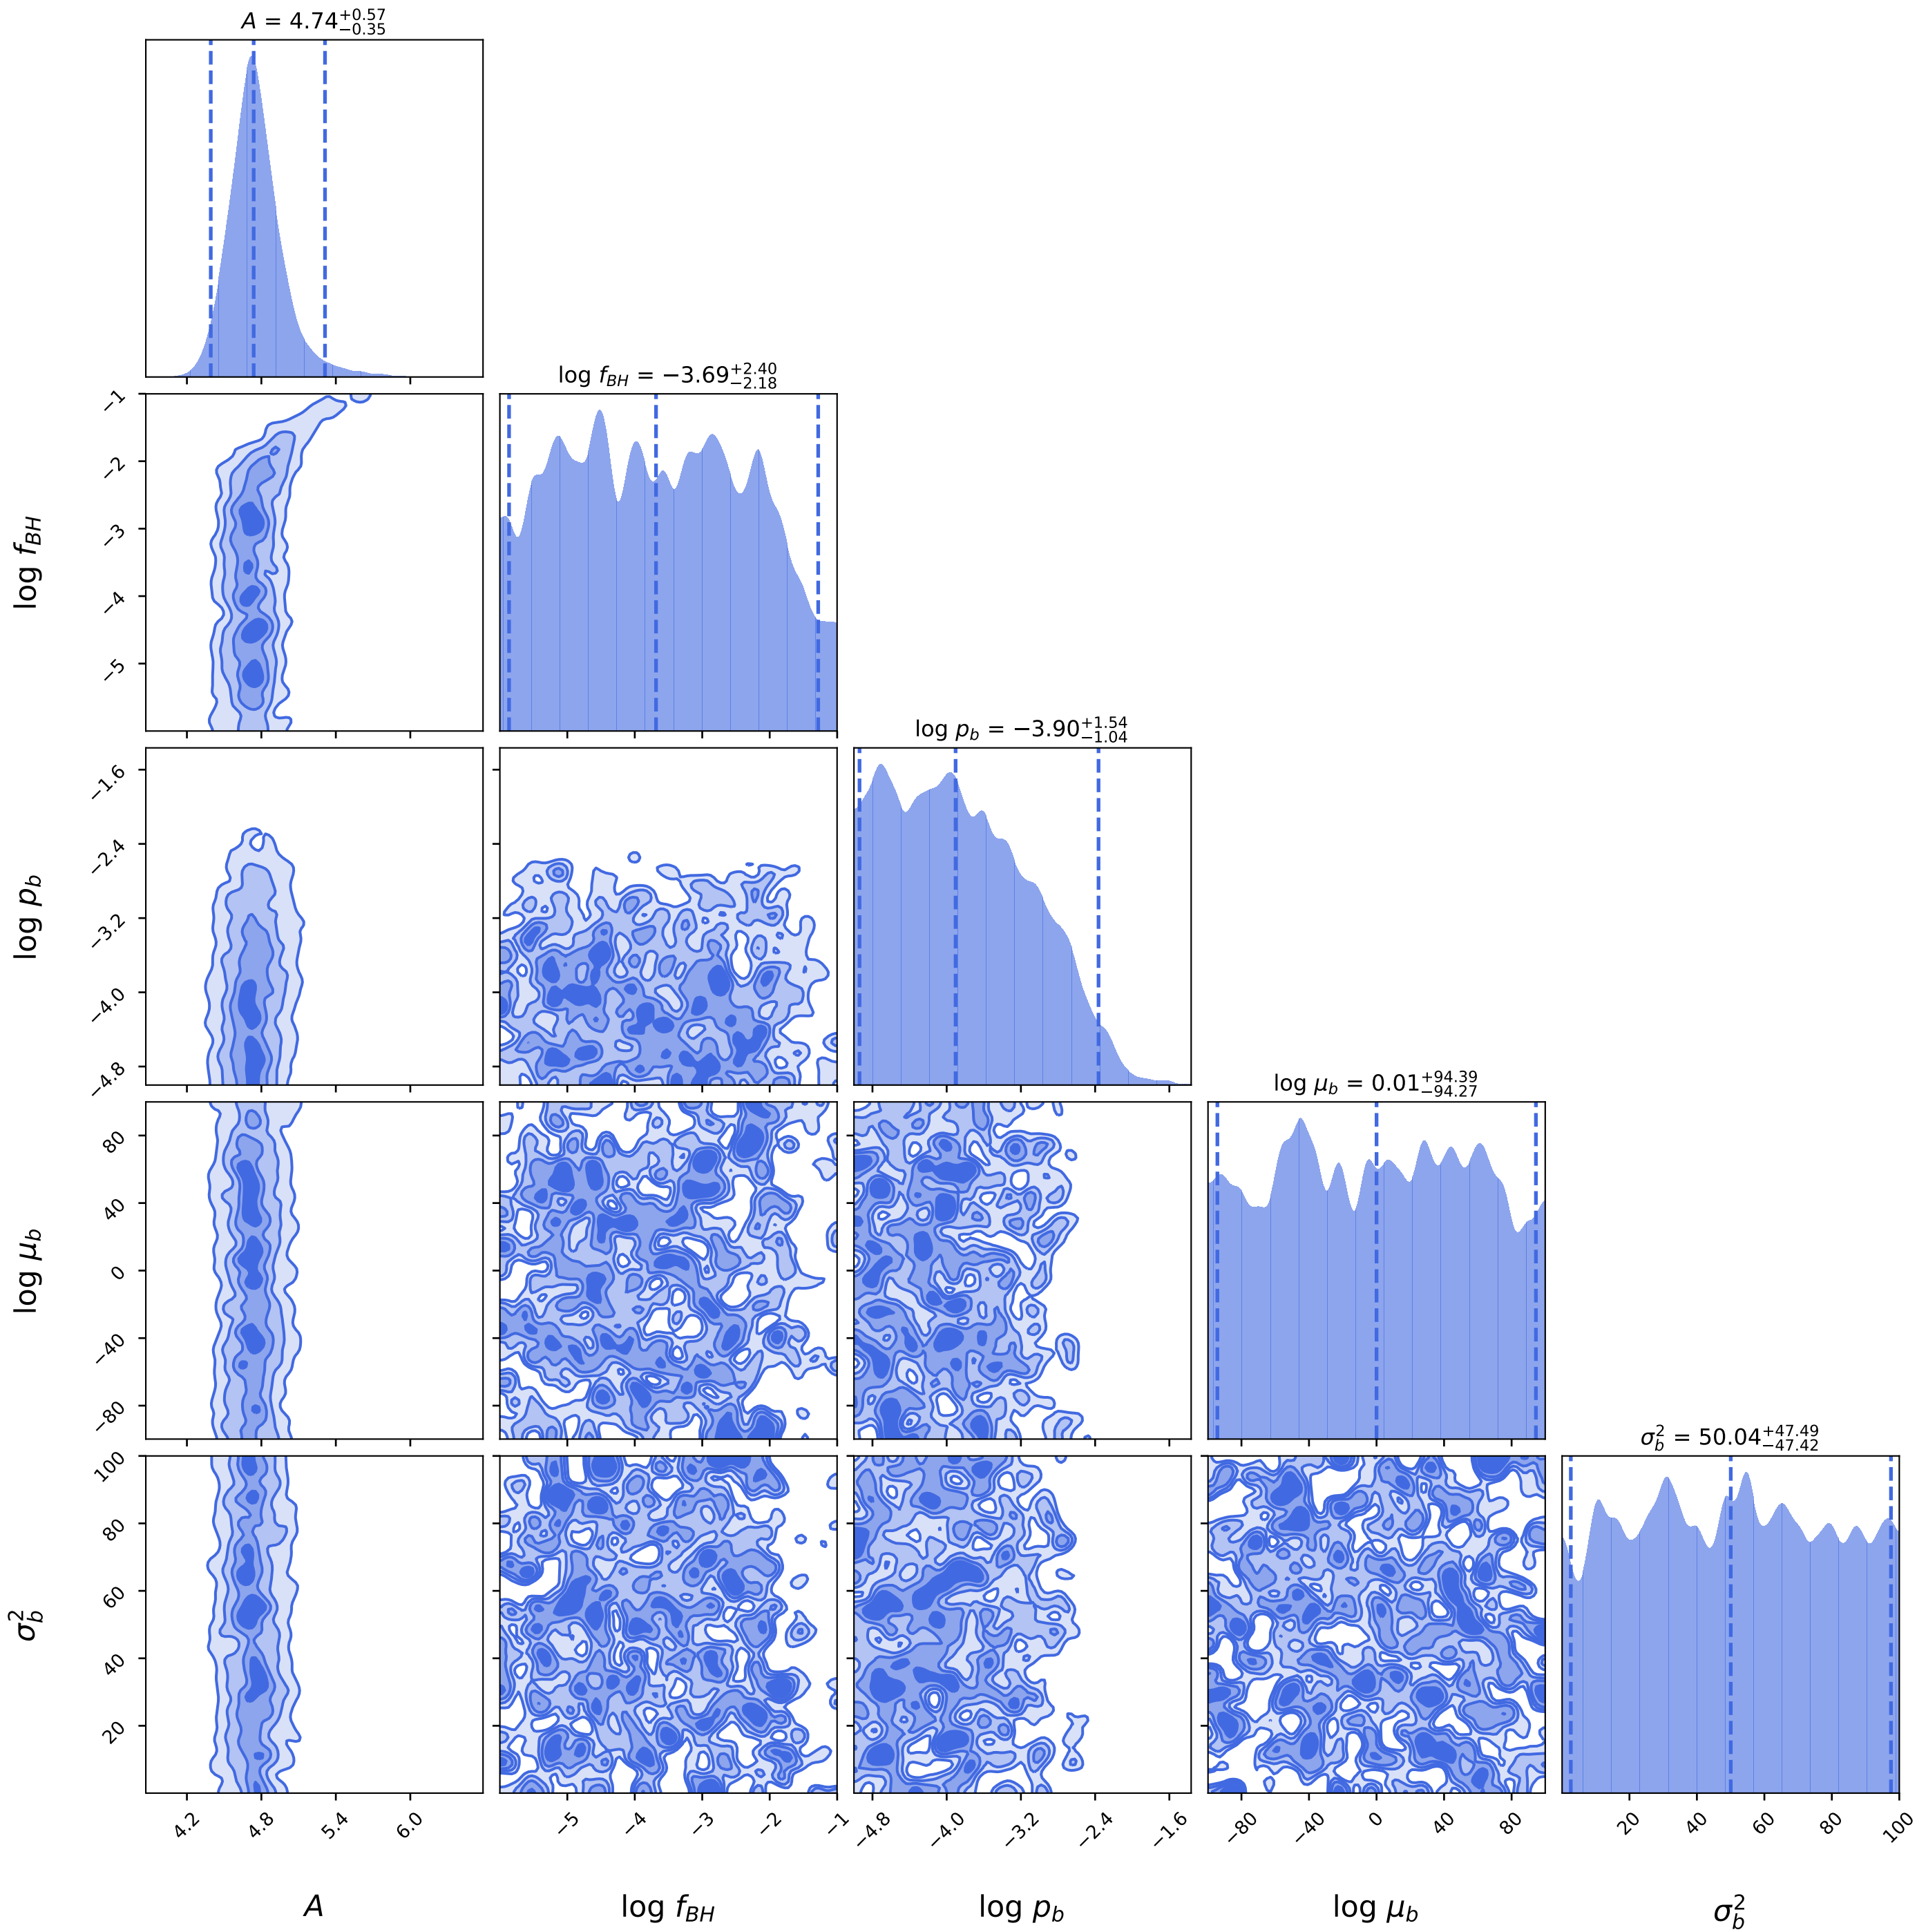 A = 4.74^{+0.57}_{-0.35}
log f_{BH} = −3.69^{+2.40}_{-2.18}
−1
−2
−3
−4
−5
log f_{BH}
log p_b = −3.90^{+1.54}_{-1.04}
−1.6
−2.4
−3.2
−4.0
−4.8
log p_b
log μ_b = 0.01^{+94.39}_{-94.27}
80
40
0
−40
−80
log μ_b
σ_b^2 = 50.04^{+47.49}_{-47.42}
100
80
60
40
20
σ_b^2
4.2 4.8 5.4 6.0
−5 −4 −3 −2 −1
−4.8 −4.0 −3.2 −2.4 −1.6
−80 −40 0 40 80
20 40 60 80 100
A
log f_{BH}
log p_b
log μ_b
σ_b^2